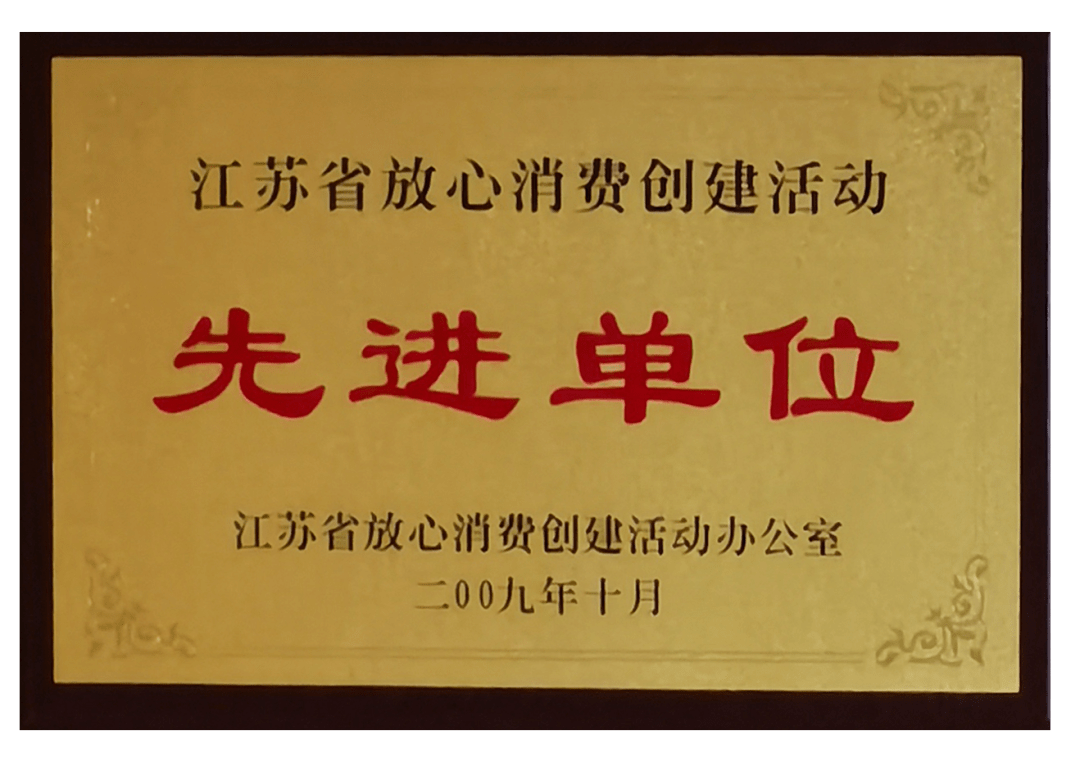 江苏省放心消费创建活动
先进单位
江苏省放心消费创建活动办公室
二00九年十月